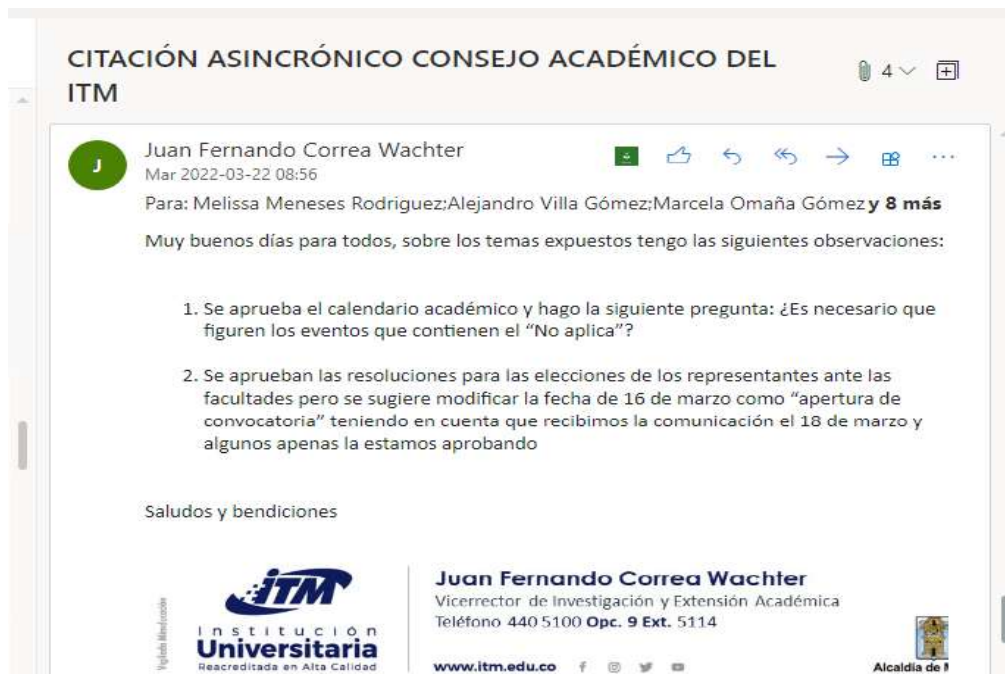 CITACIÓN ASINCRÓNICO CONSEJO ACADÉMICO DEL
ITM
4
J
Juan Fernando Correa Wachter
Mar 2022-03-22 08:56
Para: Melissa Meneses Rodriguez;Alejandro Villa Gómez;Marcela Omaña Gómez y 8 más
Muy buenos días para todos, sobre los temas expuestos tengo las siguientes observaciones:
1. Se aprueba el calendario académico y hago la siguiente pregunta: ¿Es necesario que
figuren los eventos que contienen el “No aplica”?
2. Se aprueban las resoluciones para las elecciones de los representantes ante las
facultades pero se sugiere modificar la fecha de 16 de marzo como “apertura de
convocatoria” teniendo en cuenta que recibimos la comunicación el 18 de marzo y
algunos apenas la estamos aprobando
Saludos y bendiciones
iTM
Institución
Universitaria
Reacreditada en Alta Calidad
Juan Fernando Correa Wachter
Vicerrector de Investigación y Extensión Académica
Teléfono 440 5100 Opc. 9 Ext. 5114
www.itm.edu.co
Alcaldía de